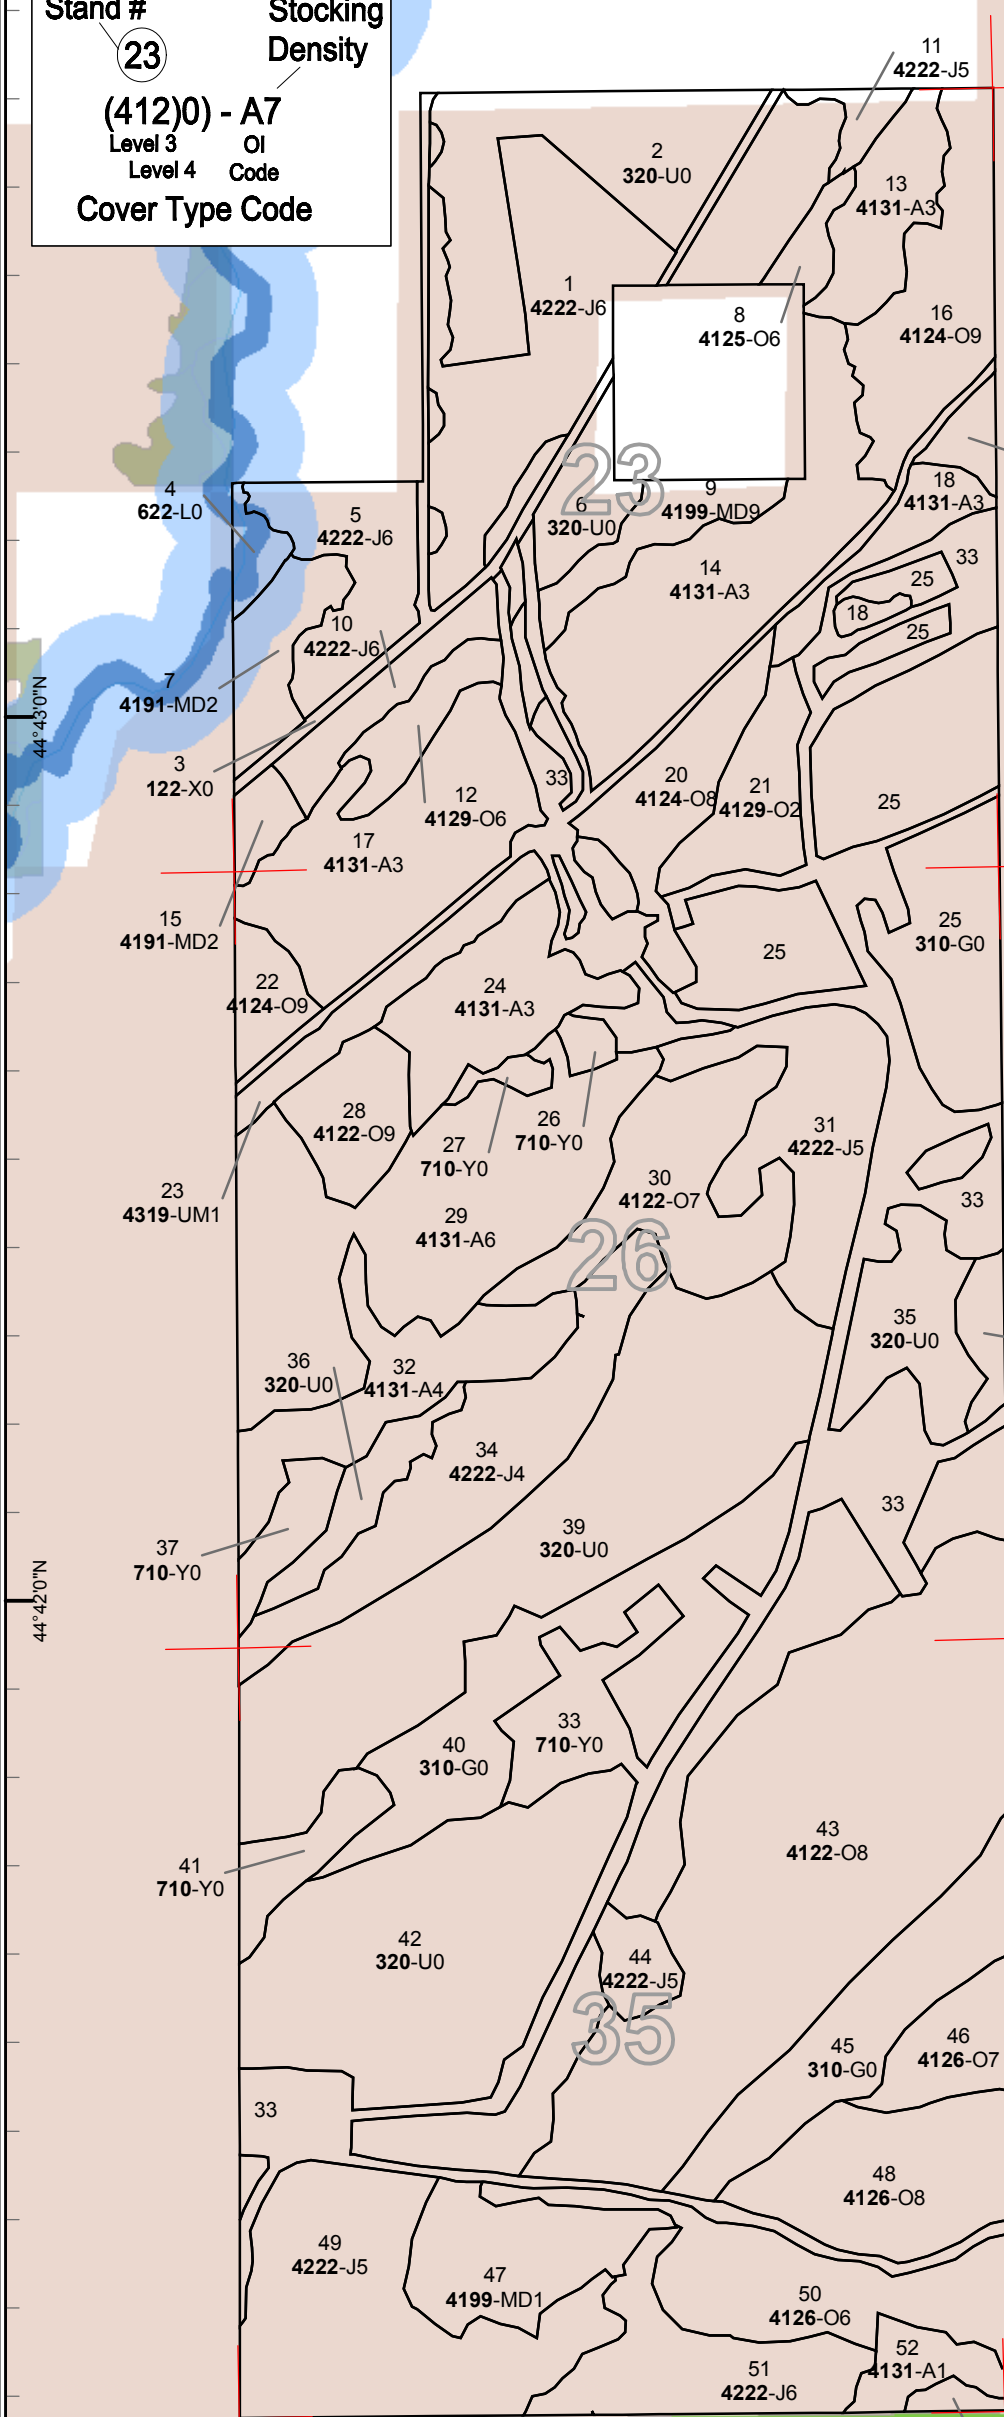 Stand #
Stocking
Density
23
(412)0) - A7
Level 3
OI
Level 4
Code
Cover Type Code
11
4222-J5
2
320-U0
13
4131-A3
1
4222-J6
8
4125-O6
16
4124-O9
23
4
622-L0
5
4222-J6
6
320-U0
9
4199-MD9
18
4131-A3
14
4131-A3
33
25
18
25
10
4222-J6
7
4191-MD2
44°43'0"N
3
122-X0
33
20
4124-O8
21
4129-O2
12
4129-O6
25
17
4131-A3
15
4191-MD2
25
310-G0
25
22
4124-O9
24
4131-A3
28
4122-O9
26
710-Y0
27
710-Y0
31
4222-J5
23
4319-UM1
30
4122-O7
33
29
4131-A6
26
35
320-U0
36
320-U0
32
4131-A4
34
4222-J4
33
37
710-Y0
39
320-U0
44°42'0"N
33
710-Y0
40
310-G0
43
4122-O8
41
710-Y0
42
320-U0
44
4222-J5
35
45
310-G0
46
4126-O7
33
48
4126-O8
49
4222-J5
47
4199-MD1
50
4126-O6
52
4131-A1
51
4222-J6